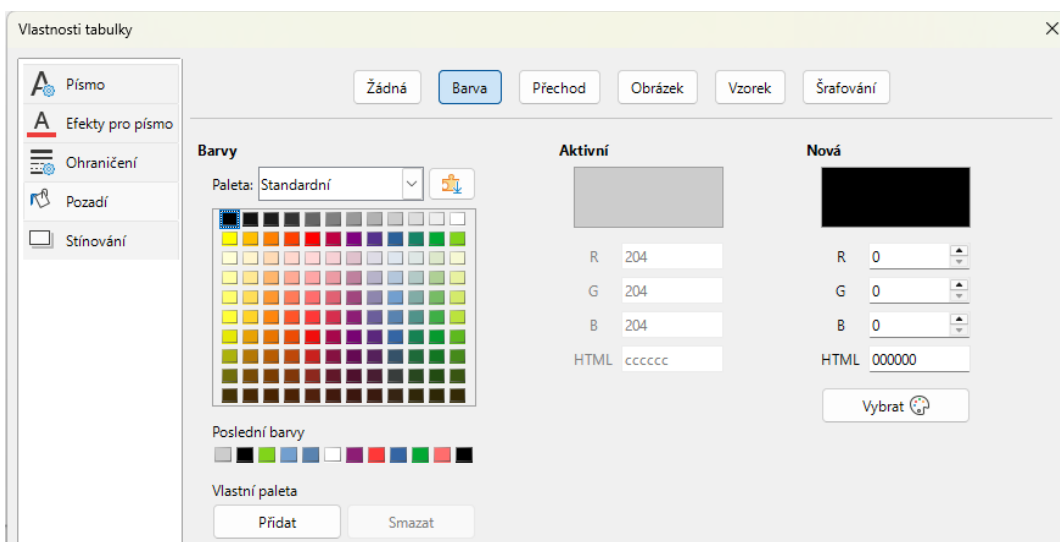 Vlastnosti tabulky
Písmo
Efekty pro písmo
Ohraničení
Pozadí
Stínování
Žádná Barva Přechod Obrázek Vzorek Šrafování
Barvy
Paleta: Standardní
Poslední barvy
Vlastní paleta
Přidat Smazat
Aktivní
R 204
G 204
B 204
HTML cccccc
Nová
R 0
G 0
B 0
HTML 000000
Vybrat